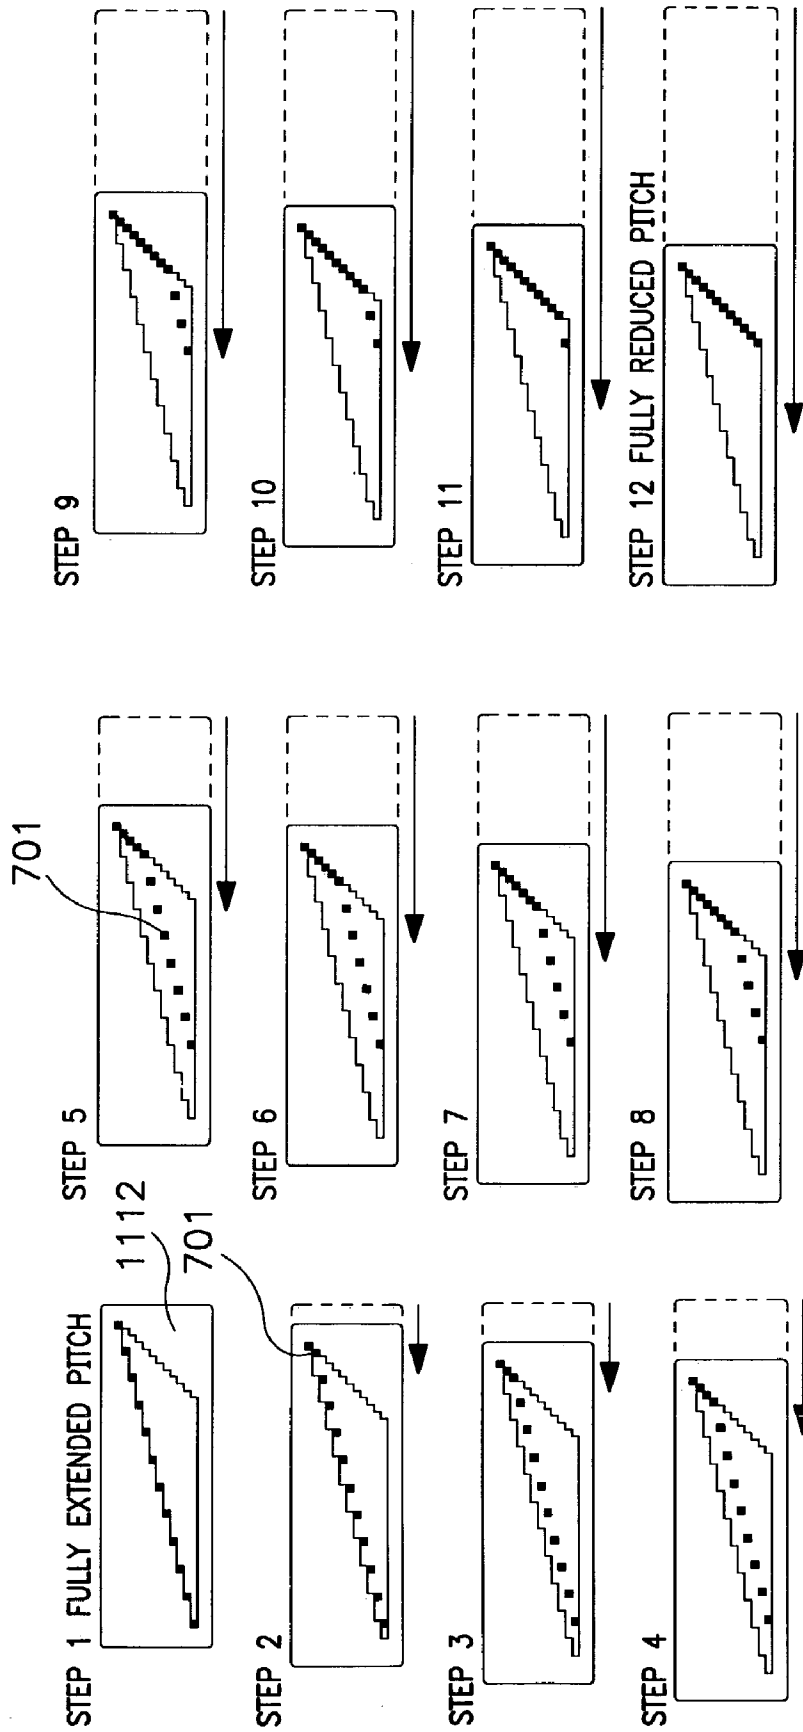 STEP 1 FULLY EXTENDED PITCH
1112
STEP 2
701
STEP 3
STEP 4
STEP 5
701
STEP 6
STEP 7
STEP 8
STEP 9
STEP 10
STEP 11
STEP 12 FULLY REDUCED PITCH